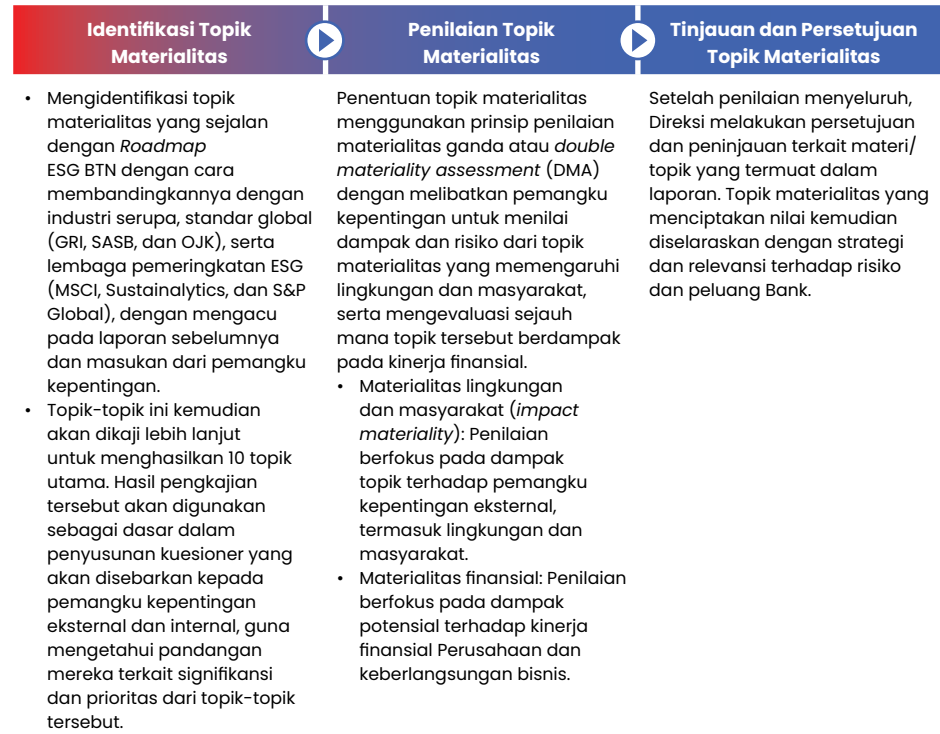 Identifikasi Topik
Materialitas
Penilaian Topik
Materialitas
Tinjauan dan Persetujuan
Topik Materialitas
• Mengidentifikasi topik
materialitas yang sejalan
dengan Roadmap
ESG BTN dengan cara
membandingkannya dengan
industri serupa, standar global
(GRI, SASB, dan OJK), serta
lembaga pemeringkatan ESG
(MSCI, Sustainalytics, dan S&P
Global), dengan mengacu
pada laporan sebelumnya
dan masukan dari pemangku
kepentingan.
• Topik-topik ini kemudian
akan dikaji lebih lanjut
untuk menghasilkan 10 topik
utama. Hasil pengkajian
tersebut akan digunakan
sebagai dasar dalam
penyusunan kuesioner yang
akan disebarkan kepada
pemangku kepentingan
eksternal dan internal, guna
mengetahui pandangan
mereka terkait signifikansi
dan prioritas dari topik-topik
tersebut.
Penentuan topik materialitas
menggunakan prinsip penilaian
materialitas ganda atau double
materiality assessment (DMA)
dengan melibatkan pemangku
kepentingan untuk menilai
dampak dan risiko dari topik
materialitas yang memengaruhi
lingkungan dan masyarakat,
serta mengevaluasi sejauh
mana topik tersebut berdampak
pada kinerja finansial.
• Materialitas lingkungan
dan masyarakat (impact
materiality): Penilaian
berfokus pada dampak
topik terhadap pemangku
kepentingan eksternal,
termasuk lingkungan dan
masyarakat.
• Materialitas finansial: Penilaian
berfokus pada dampak
potensial terhadap kinerja
finansial Perusahaan dan
keberlangsungan bisnis.
Setelah penilaian menyeluruh,
Direksi melakukan persetujuan
dan peninjauan terkait materi/
topik yang termuat dalam
laporan. Topik materialitas yang
menciptakan nilai kemudian
diselaraskan dengan strategi
dan relevansi terhadap risiko
dan peluang Bank.